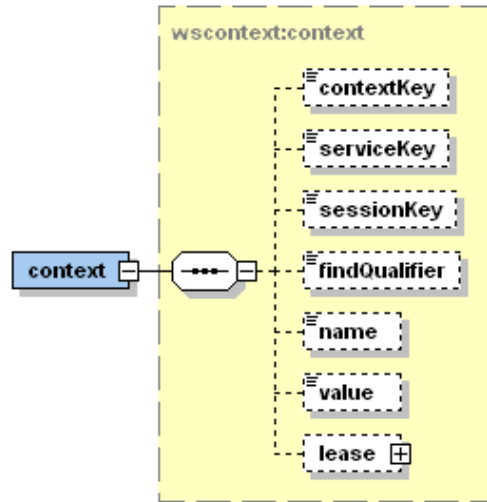 wscontext:context
contextKey
serviceKey
sessionKey
context
findQualifier
name
value
lease